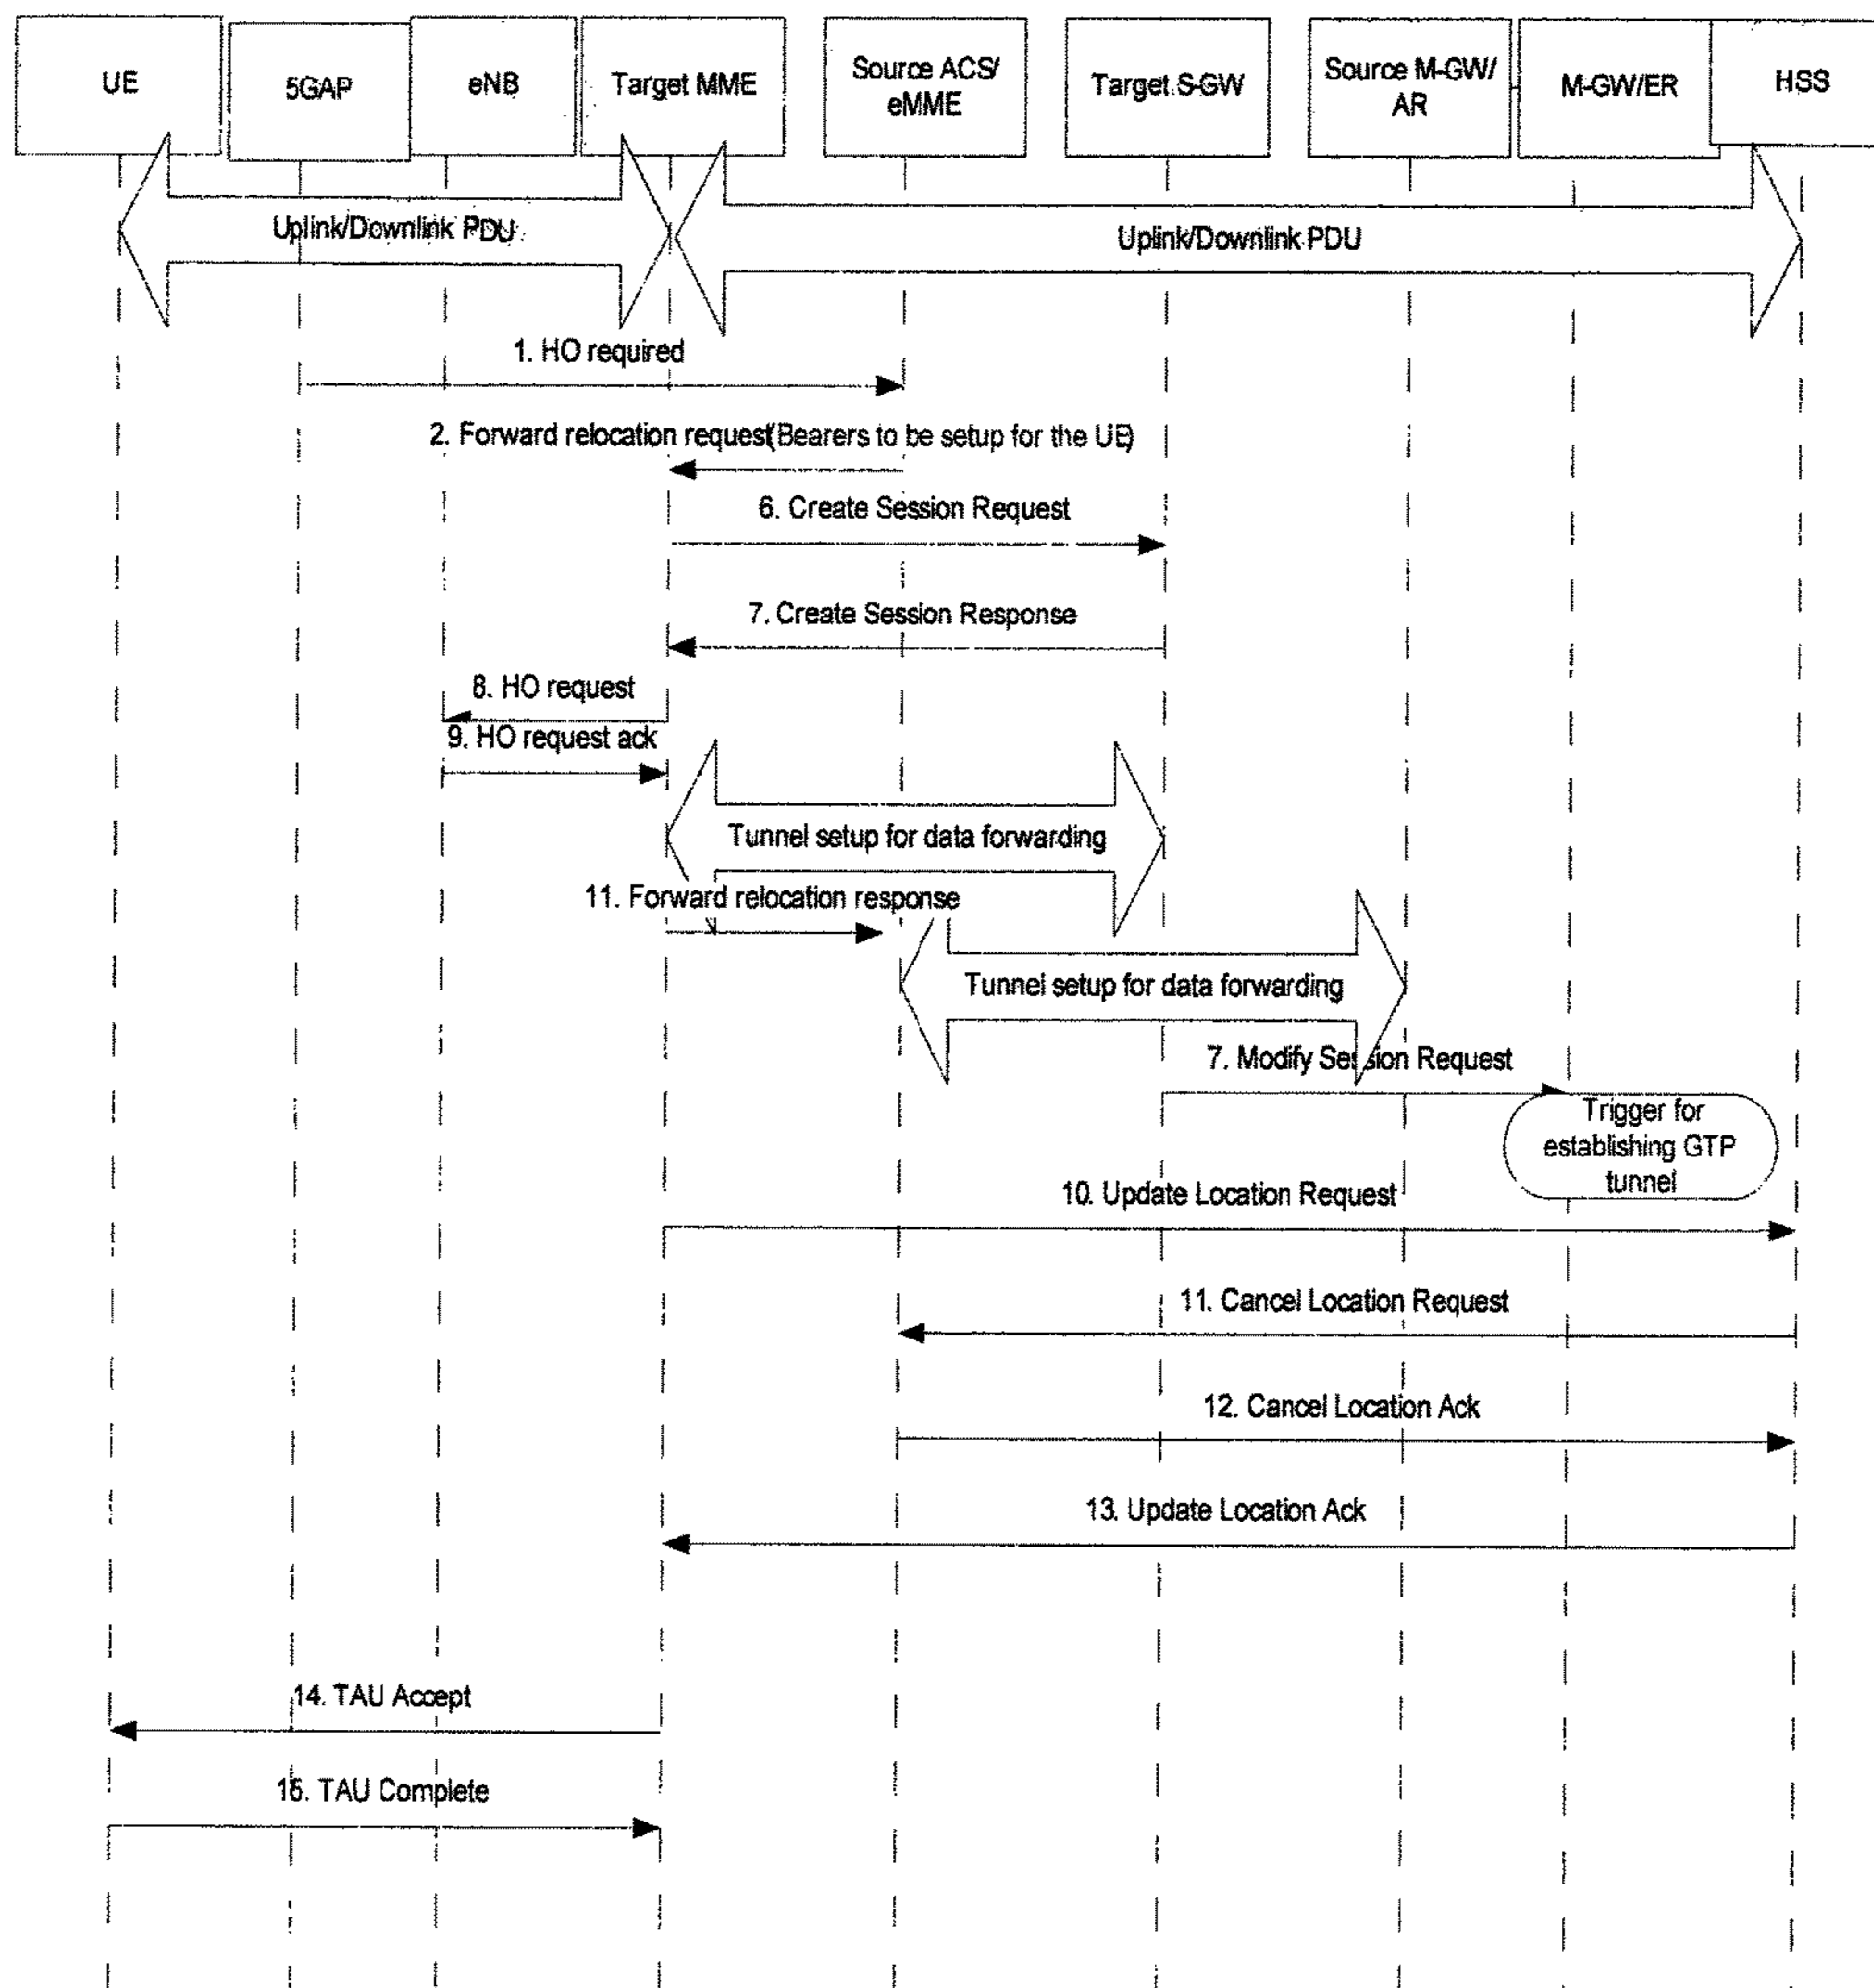 UE
5GAP
eNB
Target MME
Source ACS/
eMME
Target S-GW
Source M-GW/
AR
M-GW/ER
HSS
Uplink/Downlink PDU
Uplink/Downlink PDU
1. HO required
2. Forward relocation request(Bearers to be setup for the UE)
6. Create Session Request
7. Create Session Response
8. HO request
9. HO request ack
Tunnel setup for data forwarding
11. Forward relocation response
Tunnel setup for data forwarding
7. Modify Session Request
Trigger for
establishing GTP
tunnel
10. Update Location Request
11. Cancel Location Request
12. Cancel Location Ack
13. Update Location Ack
14. TAU Accept
15. TAU Complete